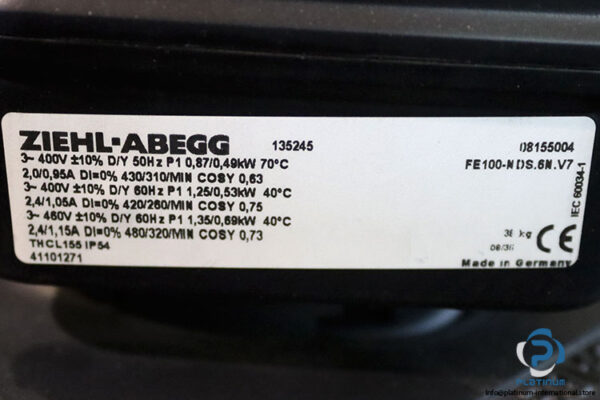 ZIEHL-ABEGG 135245 08155004
3~ 400V ±10% D/Y 50Hz P1 0,87/0,49kW 70°C FE100-NDS.6N.V7
2,0/0,95A DI=0% 430/310/MIN COSY 0,63
3~ 400V ±10% D/Y 60Hz P1 1,25/0,53kW 40°C
2,4/1,05A DI=0% 420/260/MIN COSY 0,75
3~ 460V ±10% D/Y 60Hz P1 1,35/0,69kW 40°C
2,4/1,15A DI=0% 480/320/MIN COSY 0,73
THCL155 IP54
41101271
IEC 60034-1
38 kg CE
Made in Germany
PLATINUM
INTERNATIONAL
info@platinum-international.store